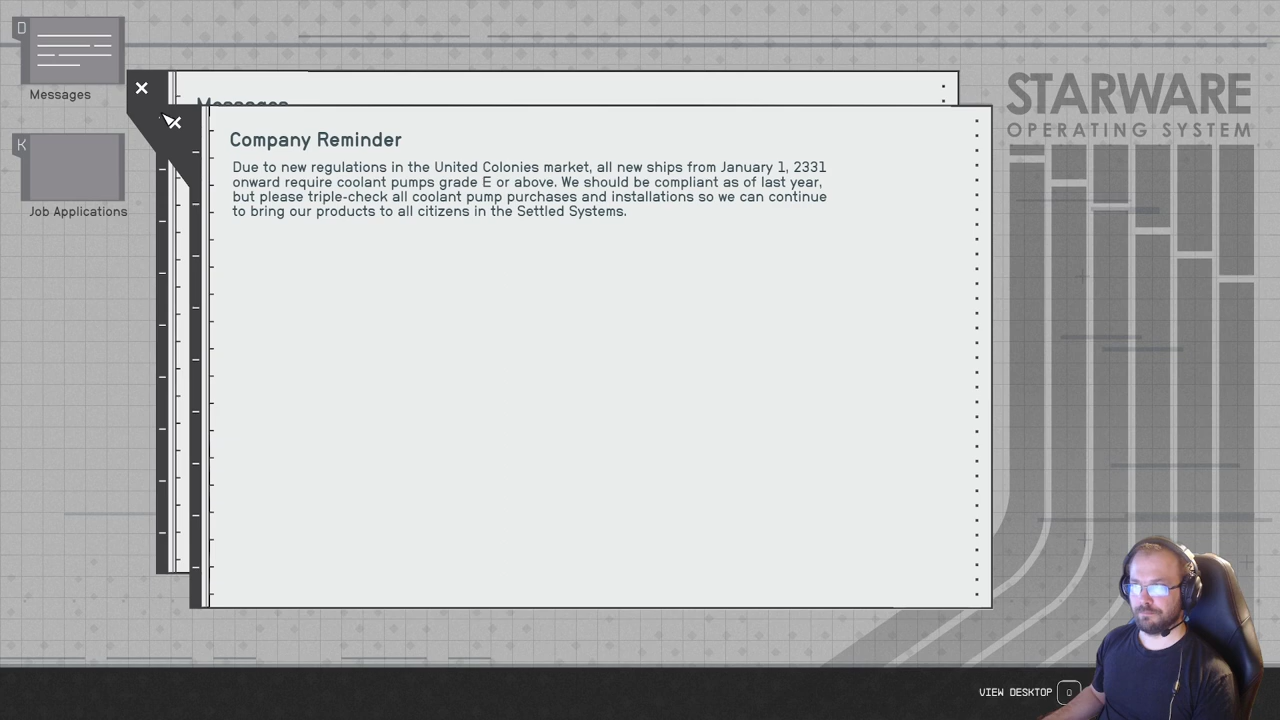 D
Messages
K
Job Applications
Messages
Company Reminder
Due to new regulations in the United Colonies market, all new ships from January 1, 2331
onward require coolant pumps grade E or above. We should be compliant as of last year,
but please triple-check all coolant pump purchases and installations so we can continue
to bring our products to all citizens in the Settled Systems.
STARWARE
OPERATING SYSTEM
VIEW DESKTOP Q